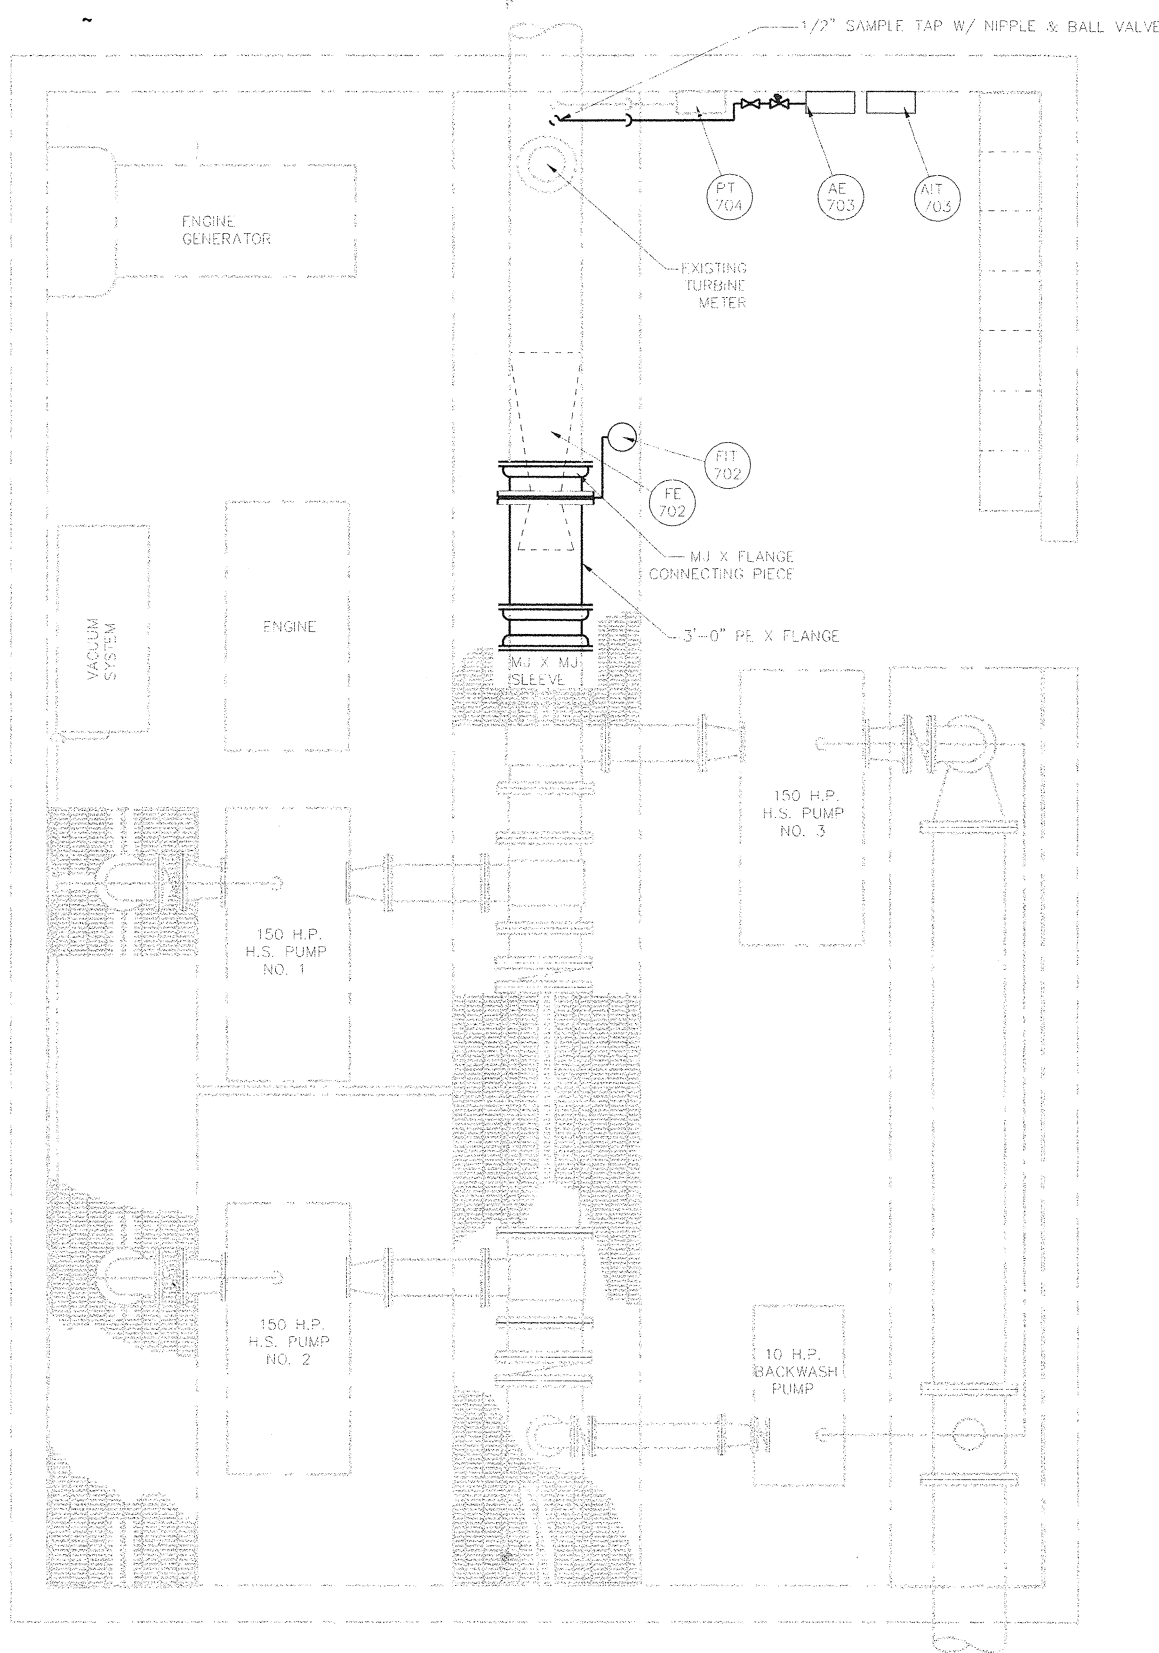 1/2" SAMPLE TAP W/ NIPPLE & BALL VALVE
PT
704
AE
703
AIT
703
ENGINE
GENERATOR
EXISTING
TURBINE
METER
FIT
702
FE
702
MJ X FLANGE
CONNECTING PIECE
VACUUM
SYSTEM
ENGINE
3'-0" PE X FLANGE
MJ X MJ
SLEEVE
150 H.P.
H.S. PUMP
NO. 3
150 H.P.
H.S. PUMP
NO. 1
150 H.P.
H.S. PUMP
NO. 2
10 H.P.
BACKWASH
PUMP